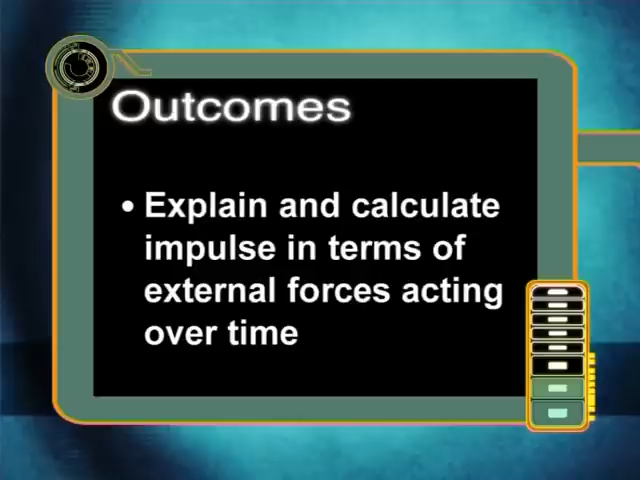 Outcomes
• Explain and calculate
impulse in terms of
external forces acting
over time